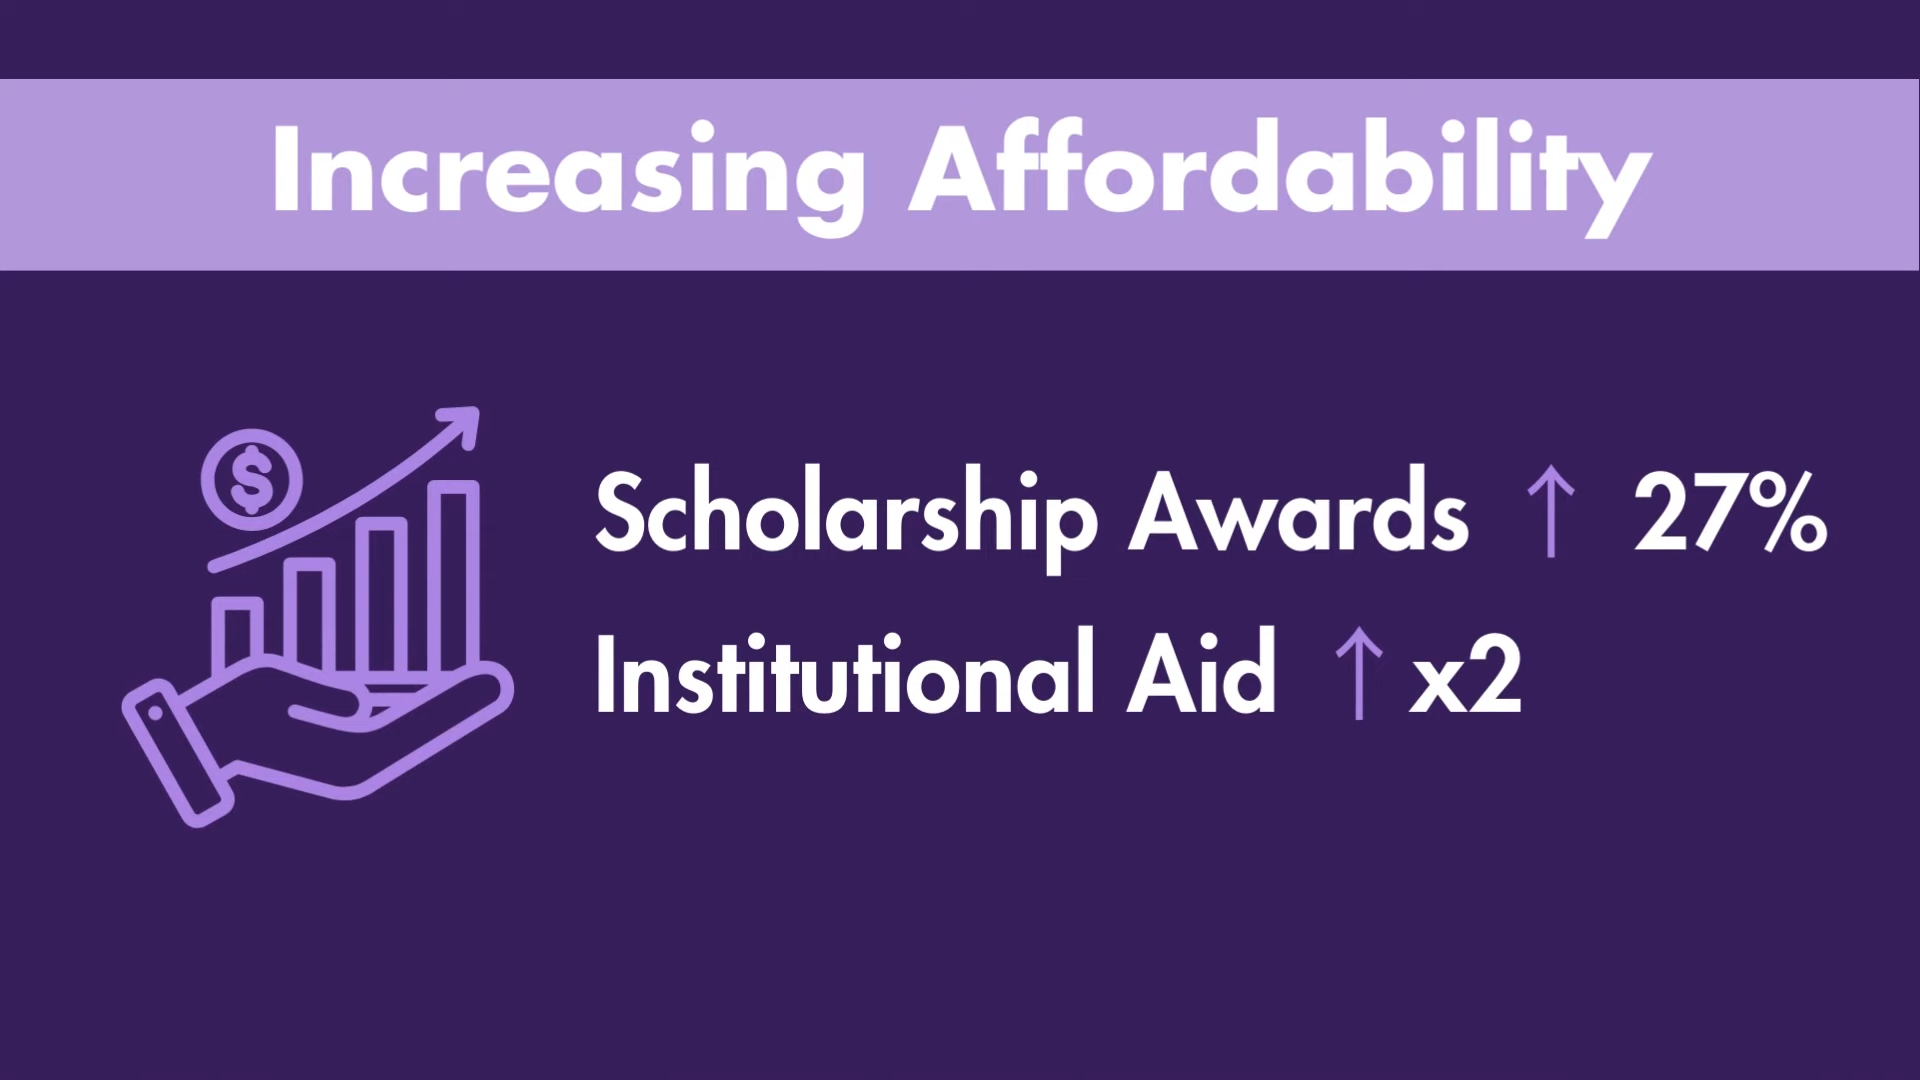 Increasing Affordability
$
Scholarship Awards ↑ 27%
Institutional Aid ↑ x2